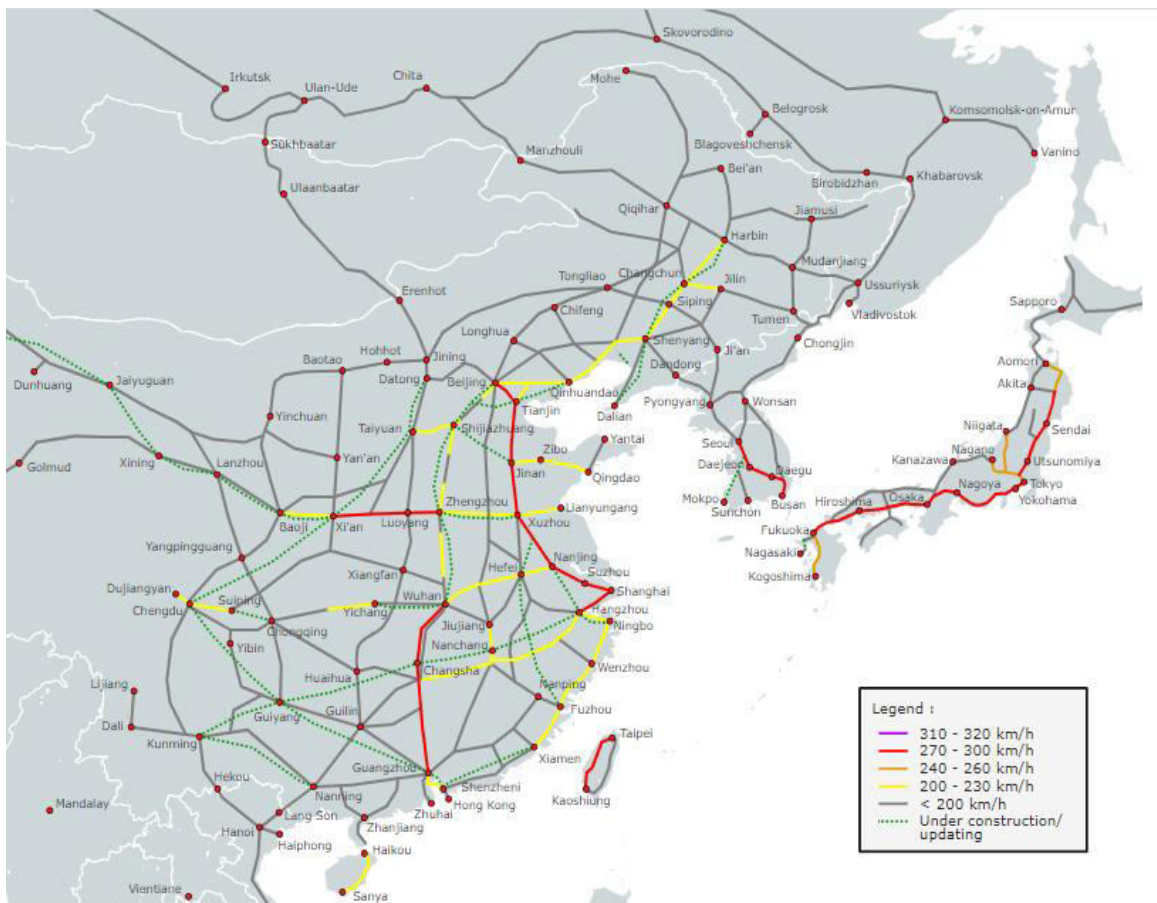 Skovorodino
Mohe
Irkutsk
Ulan-Ude
Chita
Belogrosk
Komsomolsk-on-Amur
Sükhbaatar
Blagoveshchensk
Manzhouli
Vanino
Bei'an
Birobidzhan
Khabarovsk
Ulaanbaatar
Qiqihar
Jiamusi
Harbin
Mudanjiang
Changchun
Tongliao
Jilin
Ussuriysk
Erenhot
Siping
Sapporo
Chifeng
Tumen
Vladivostok
Longhua
Shenyang
Chongjin
Hohhot
Jining
Ji'an
Baotao
Dandong
Aomori
Dunhuang
Jaiyuguan
Datong
Beijing
Qinhuandao
Akita
Tianjin
Dalian
Pyongyang
Wonsan
Yinchuan
Taiyuan
Shijiazhuang
Niigata
Sendai
Yantai
Seoul
Xining
Lanzhou
Yan'an
Zibo
Nagano
Golmud
Jinan
Qingdao
Daejeon
Daegu
Kanazawa
Utsunomiya
Tokyo
Zhengzhou
Mokpo
Busan
Nagoya
Yokohama
Hiroshima
Osaka
Sunchon
Baoji
Xi'an
Luoyang
Lianyungang
Xuzhou
Fukuoka
Yangpingguang
Nagasaki
Nanjing
Hefei
Xiangfan
Suzhou
Kogoshima
Dujiangyan
Shanghai
Chengdu
Suining
Yichang
Wuhan
Hangzhou
Chongqing
Jiujiang
Ningbo
Yibin
Nanchang
Huaihua
Changsha
Wenzhou
Lijiang
Nanping
Guiyang
Guilin
Fuzhou
Dali
Taipei
Kunming
Xiamen
Guangzhou
Hekou
Shenzheni
Nanning
Kaoshiung
Mandalay
Zhuhai
Hong Kong
Lang Son
Hanoi
Zhanjiang
Haiphong
Haikou
Vientiane
Sanya
Legend :
310 - 320 km/h
270 - 300 km/h
240 - 260 km/h
200 - 230 km/h
< 200 km/h
Under construction/
updating